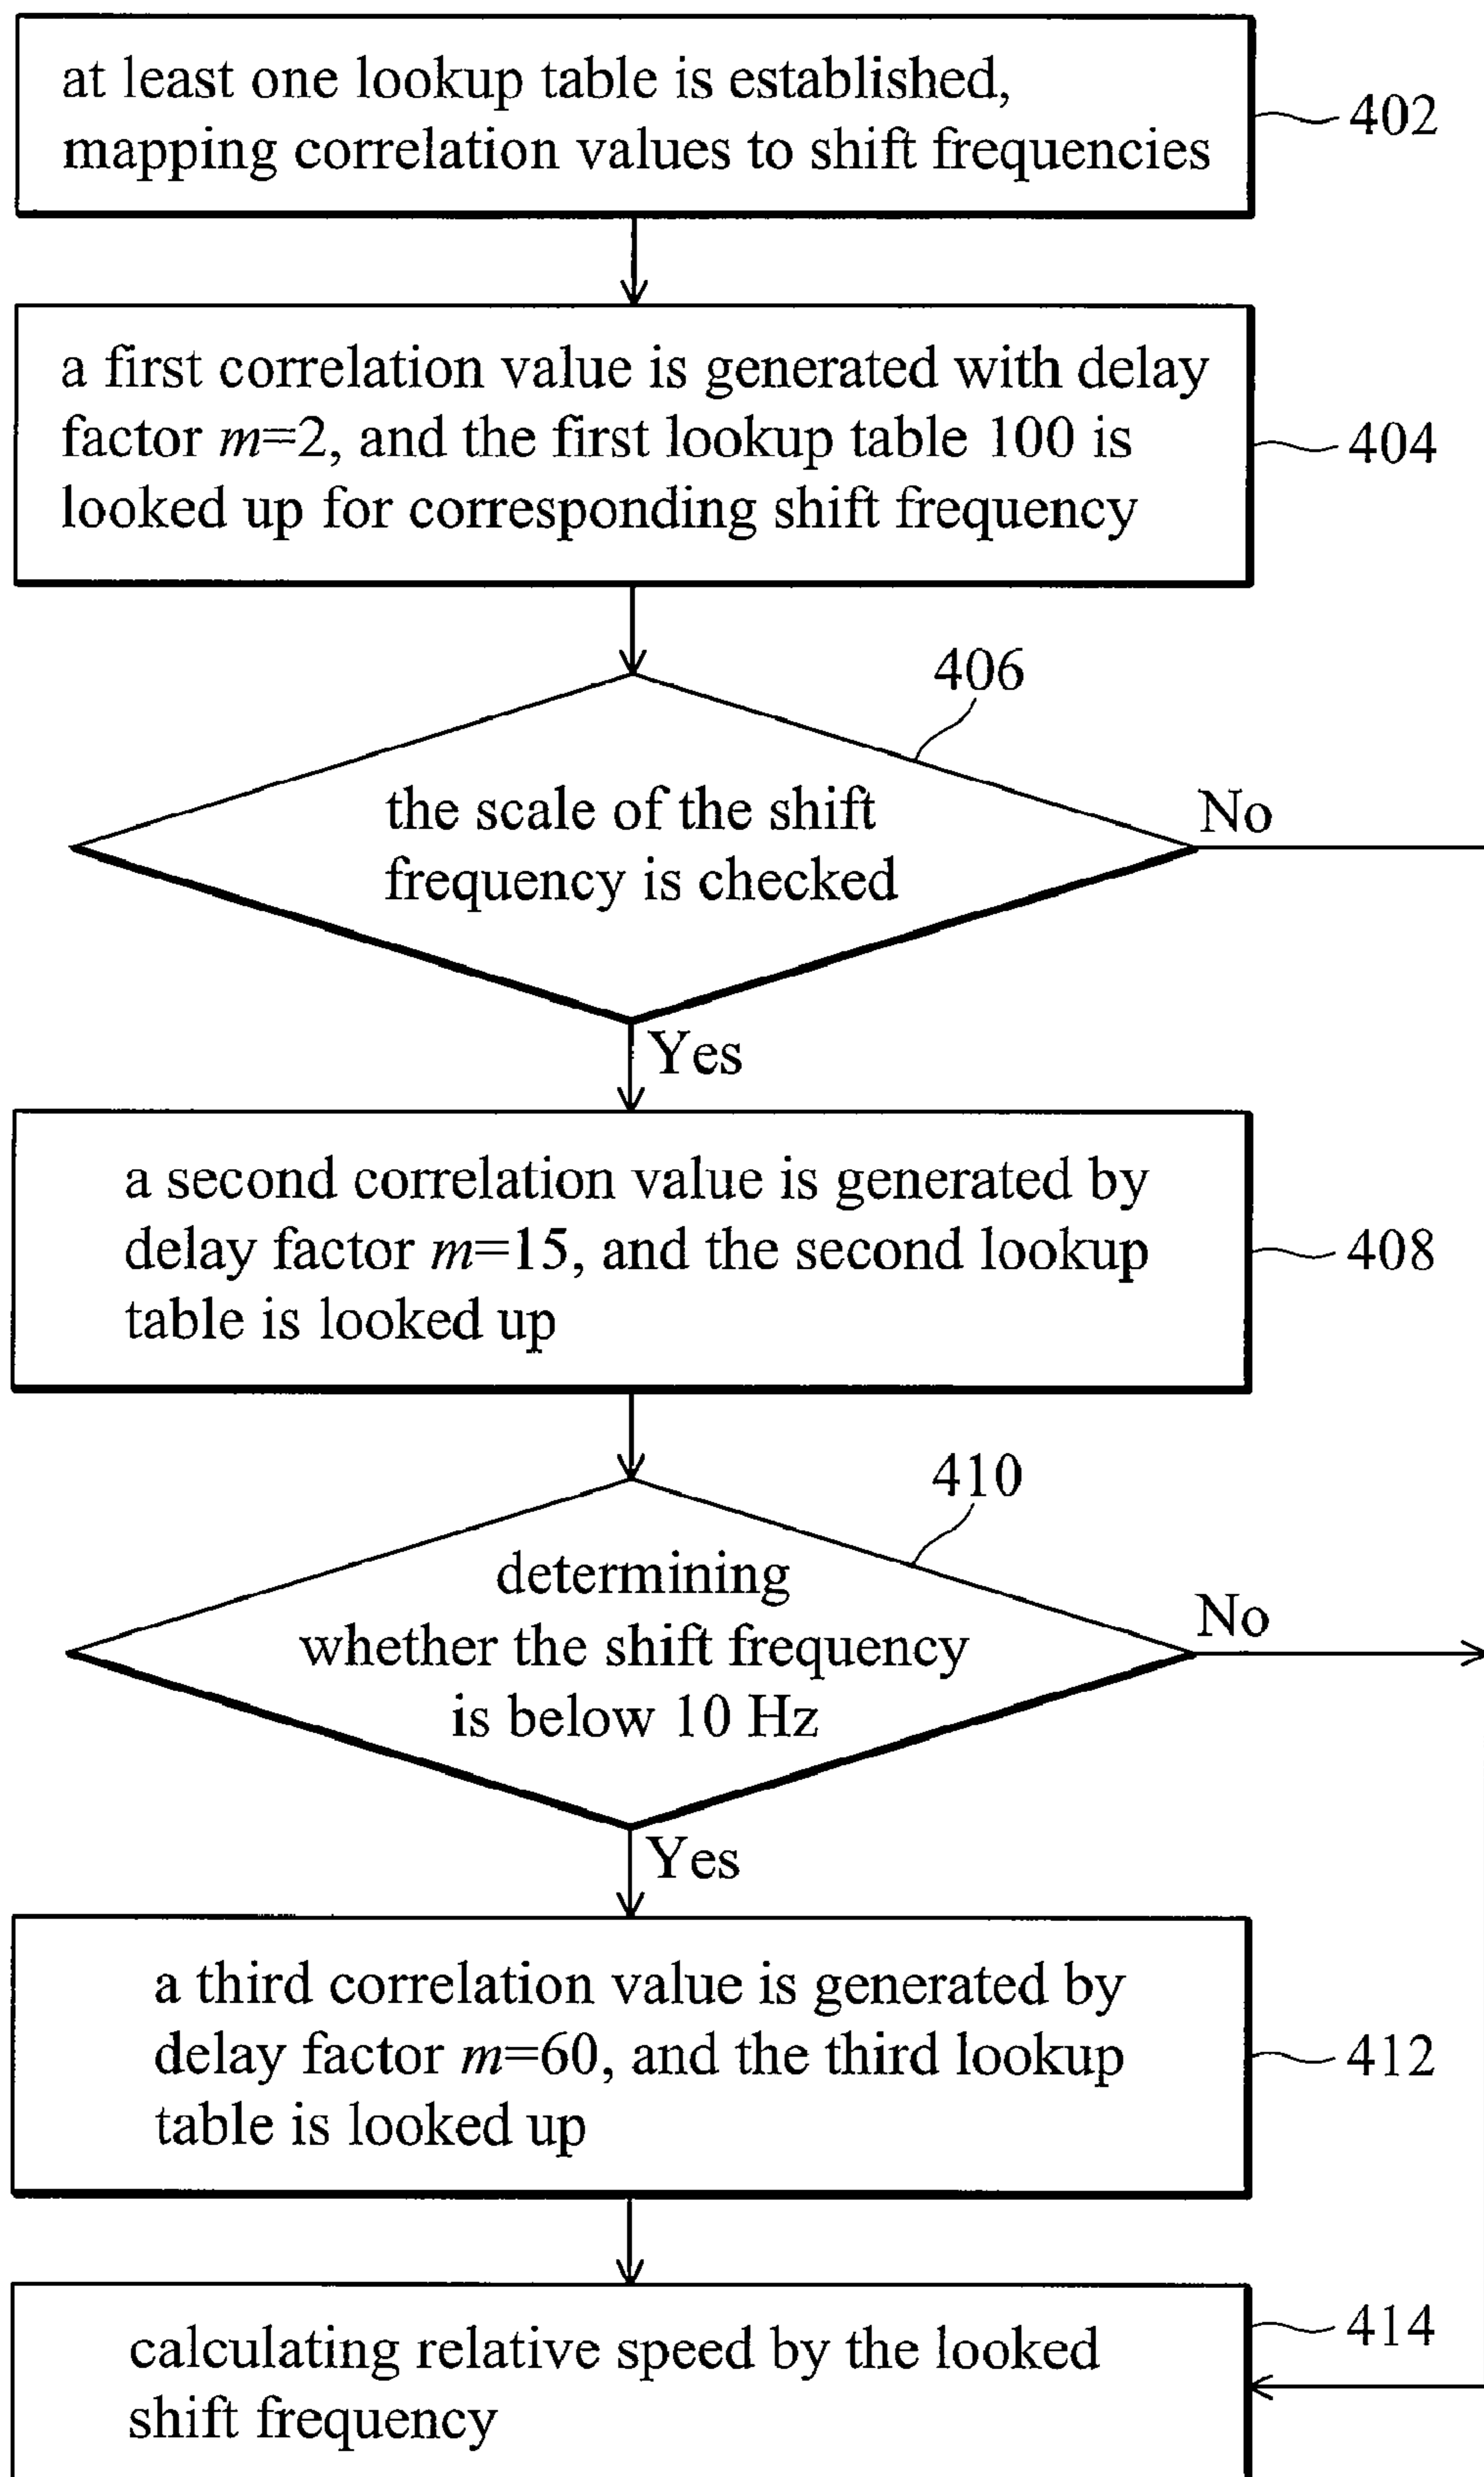 at least one lookup table is established,
mapping correlation values to shift frequencies
402
a first correlation value is generated with delay
factor m=2, and the first lookup table 100 is
looked up for corresponding shift frequency
404
406
the scale of the shift
frequency is checked
No
Yes
a second correlation value is generated by
delay factor m=15, and the second lookup
table is looked up
408
410
determining
whether the shift frequency
is below 10 Hz
No
Yes
a third correlation value is generated by
delay factor m=60, and the third lookup
table is looked up
412
calculating relative speed by the looked
shift frequency
414